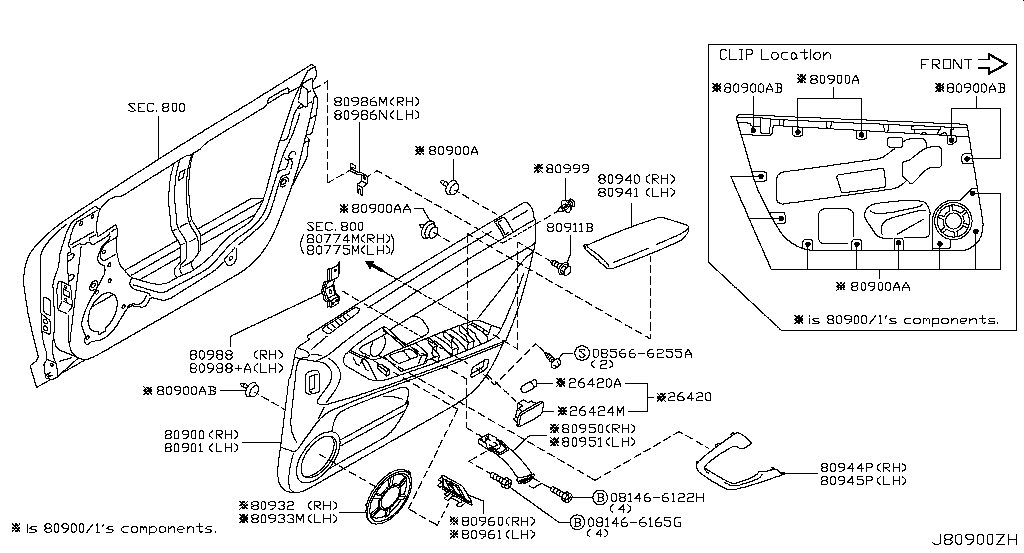 CLIP Location
FRONT
※80900A
※80900AB
※80900AB
SEC. 800
80986M(RH)
80986N(LH)
※80900A
※80999
80940 (RH)
80941 (LH)
※80900AA
80911B
SEC. 800
(80774M(RH)
80775M(LH))
※80900AA
※is 80900/1's components.
80988 (RH)
80988+A(LH)
Ⓢ08566-6255A
(2)
※80900AB
※26420A
※26420
※26424M
80900 (RH)
80901 (LH)
※80950(RH)
※80951(LH)
80944P(RH)
80945P(LH)
※80932 (RH)
※80933M(LH)
Ⓑ08146-6122H
(4)
※80960(RH)
※80961(LH)
Ⓑ08146-6165G
(4)
※is 80900/1's components.
J80900ZH